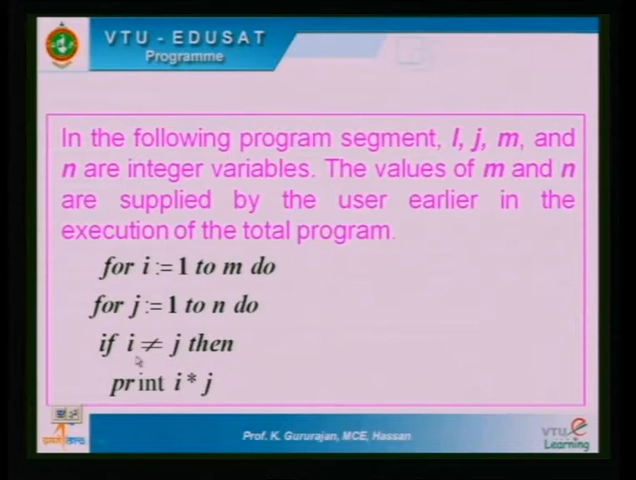 VTU - EDUSAT
Programme
In the following program segment, I, j, m, and
n are integer variables. The values of m and n
are supplied by the user earlier in the
execution of the total program.
for i := 1 to m do
for j := 1 to n do
if i ≠ j then
print i * j
Prof. K. Gururajan, MCE, Hassan
VTU e
Learning